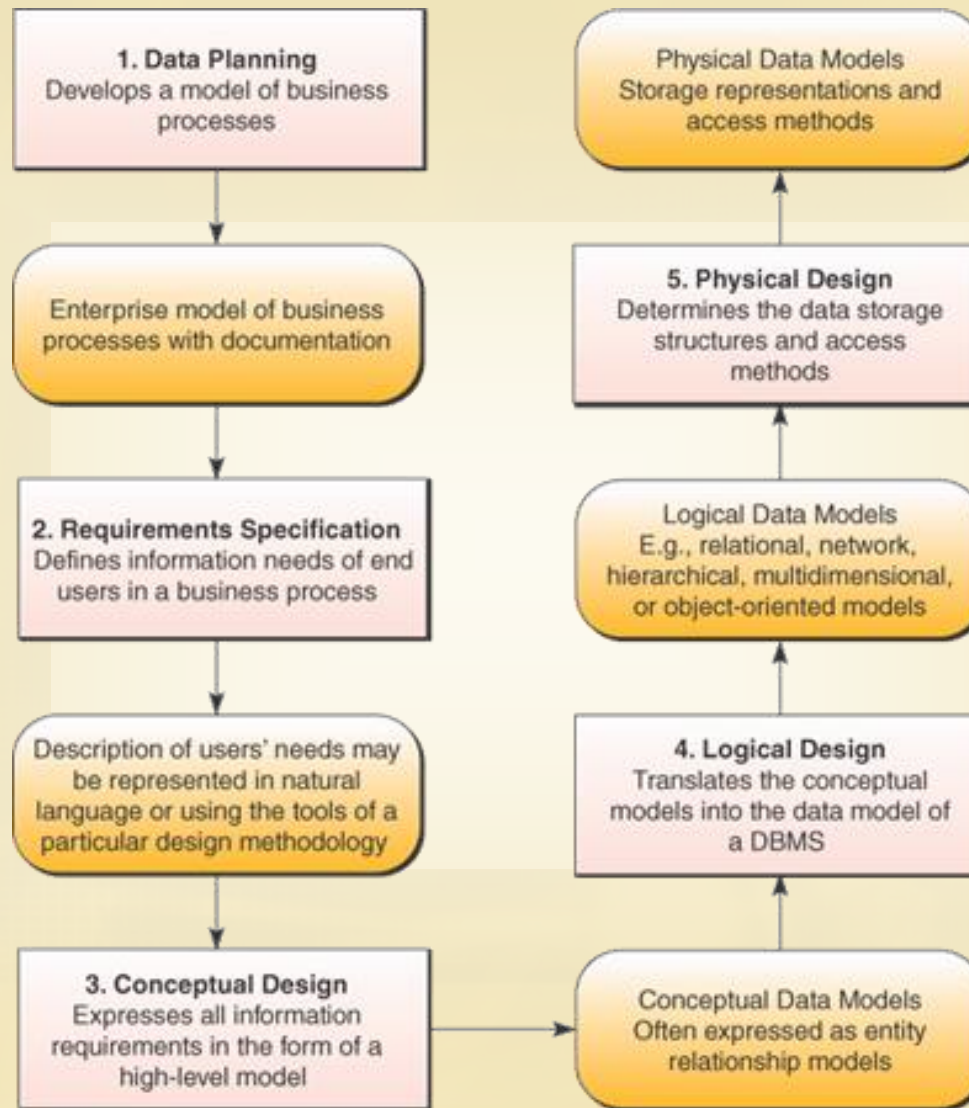 1. Data Planning
Develops a model of business
processes
Enterprise model of business
processes with documentation
2. Requirements Specification
Defines information needs of end
users in a business process
Description of users’ needs may
be represented in natural
language or using the tools of a
particular design methodology
3. Conceptual Design
Expresses all information
requirements in the form of a
high-level model
Conceptual Data Models
Often expressed as entity
relationship models
4. Logical Design
Translates the conceptual
models into the data model of
a DBMS
Logical Data Models
E.g., relational, network,
hierarchical, multidimensional,
or object-oriented models
5. Physical Design
Determines the data storage
structures and access
methods
Physical Data Models
Storage representations and
access methods